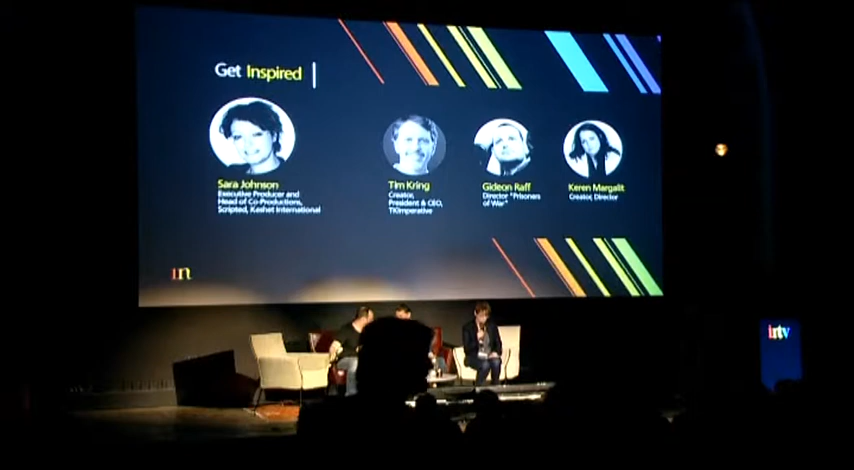 Get Inspired
Sara Johnson
Executive Producer and
Head of Co-Productions,
Scripted, Keshet International
Tim Kring
Creator,
President & CEO,
TIOmperative
Gideon Raff
Director "Prisoners
of War"
Keren Margalit
Creator, Director
in
intv